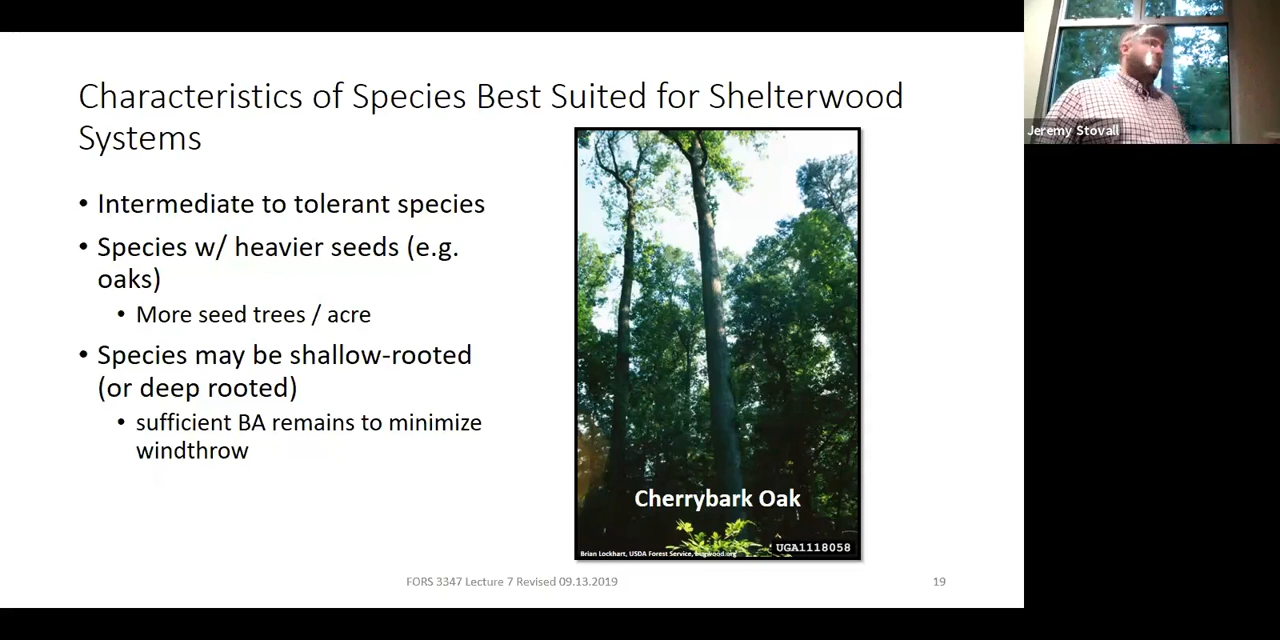 Characteristics of Species Best Suited for Shelterwood
Systems
• Intermediate to tolerant species
• Species w/ heavier seeds (e.g.
oaks)
• More seed trees / acre
• Species may be shallow-rooted
(or deep rooted)
• sufficient BA remains to minimize
windthrow
Cherrybark Oak
Brian Lockhart, USDA Forest Service, Bugwood.org
UGA1118058
FORS 3347 Lecture 7 Revised 09.13.2019
19
Jeremy Stovall